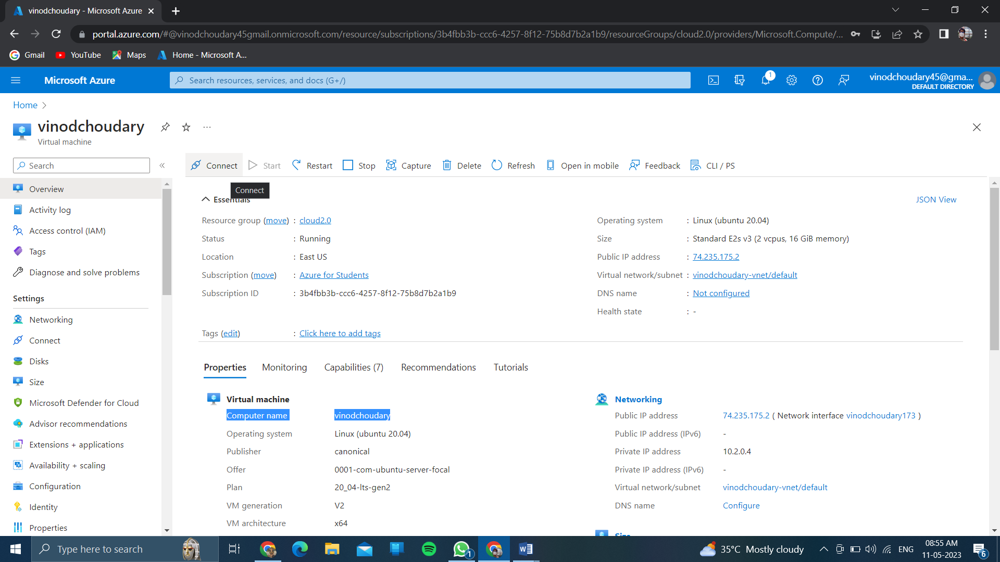 vinodchoudary - Microsoft Azure
portal.azure.com/#@vinodchoudary45gmail.onmicrosoft.com/resource/subscriptions/3b4fbb3b-ccc6-4257-8f12-75b8d7b2a1b9/resourceGroups/cloud2.0/providers/Microsoft.Compute/...
Gmail YouTube Maps Home - Microsoft A...
Microsoft Azure Search resources, services, and docs (G+/) 1 vinodchoudary45@gma...
DEFAULT DIRECTORY
Home
vinodchoudary
Virtual machine
Search
Connect Start Restart Stop Capture Delete Refresh Open in mobile Feedback CLI / PS
Connect
Overview
Activity log
Access control (IAM)
Tags
Diagnose and solve problems
Settings
Networking
Connect
Disks
Size
Microsoft Defender for Cloud
Advisor recommendations
Extensions + applications
Availability + scaling
Configuration
Identity
Properties
Essentials JSON View
Resource group (move) : cloud2.0
Status : Running
Location : East US
Subscription (move) : Azure for Students
Subscription ID : 3b4fbb3b-ccc6-4257-8f12-75b8d7b2a1b9
Operating system : Linux (ubuntu 20.04)
Size : Standard E2s v3 (2 vcpus, 16 GiB memory)
Public IP address : 74.235.175.2
Virtual network/subnet : vinodchoudary-vnet/default
DNS name : Not configured
Health state : -
Tags (edit) : Click here to add tags
Properties Monitoring Capabilities (7) Recommendations Tutorials
Virtual machine
Computer name vinodchoudary
Operating system Linux (ubuntu 20.04)
Publisher canonical
Offer 0001-com-ubuntu-server-focal
Plan 20_04-lts-gen2
VM generation V2
VM architecture x64
Networking
Public IP address 74.235.175.2 ( Network interface vinodchoudary173 )
Public IP address (IPv6) -
Private IP address 10.2.0.4
Private IP address (IPv6) -
Virtual network/subnet vinodchoudary-vnet/default
DNS name Configure
Size
Type here to search 1 35°C Mostly cloudy ENG 08:55 AM
11-05-2023 6